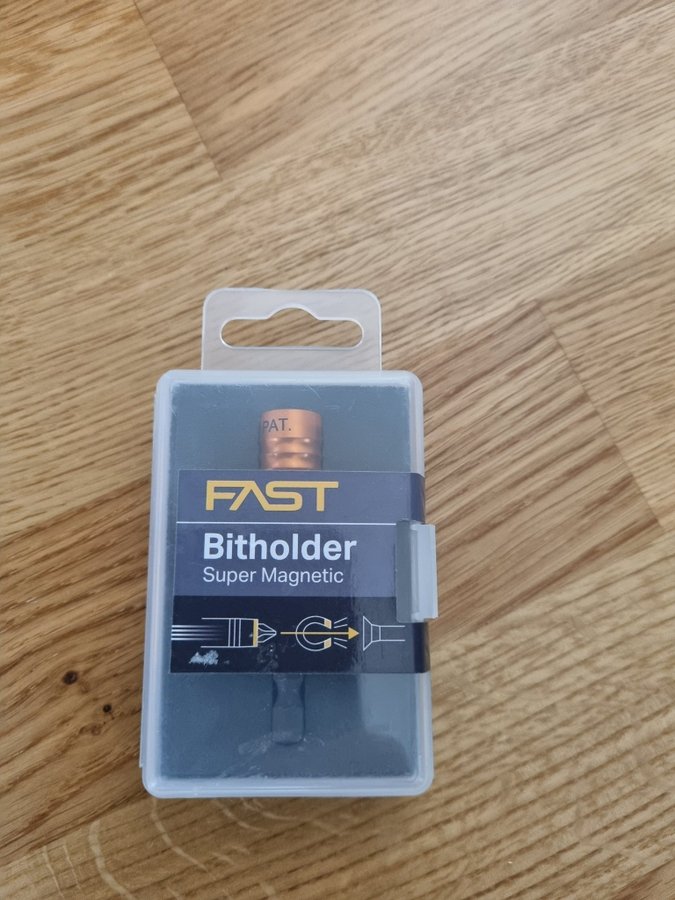 PAT.
FAST
Bitholder
Super Magnetic